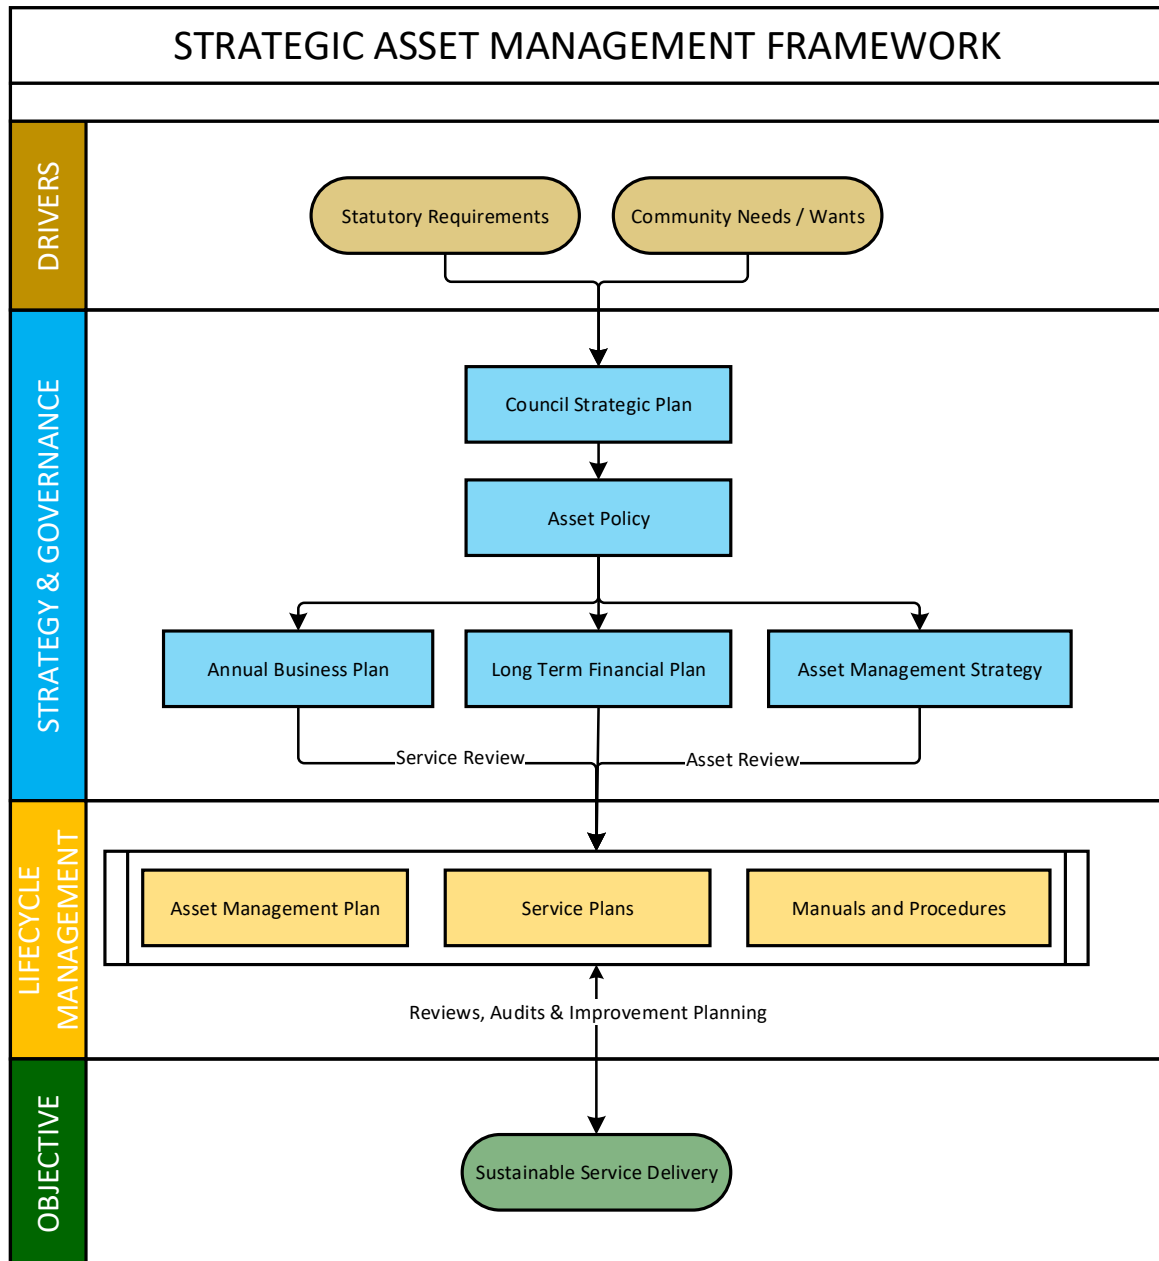 STRATEGIC ASSET MANAGEMENT FRAMEWORK
DRIVERS
Statutory Requirements
Community Needs / Wants
STRATEGY & GOVERNANCE
Council Strategic Plan
Asset Policy
Annual Business Plan
Long Term Financial Plan
Asset Management Strategy
Service Review
Asset Review
LIFECYCLE
MANAGEMENT
Asset Management Plan
Service Plans
Manuals and Procedures
Reviews, Audits & Improvement Planning
OBJECTIVE
Sustainable Service Delivery